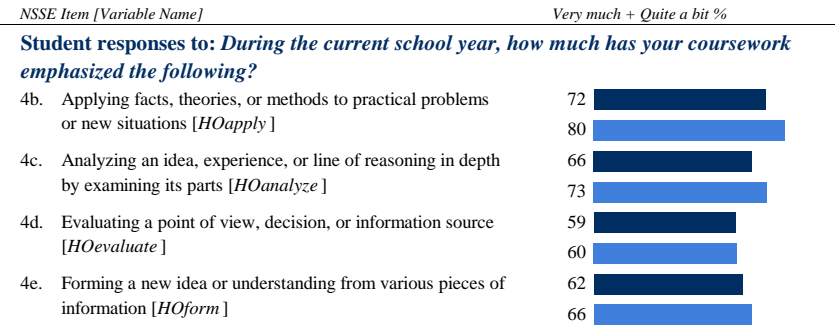 NSSE Item [Variable Name] Very much + Quite a bit %
Student responses to: During the current school year, how much has your coursework
emphasized the following?
4b. Applying facts, theories, or methods to practical problems 72
or new situations [HOapply ] 80
4c. Analyzing an idea, experience, or line of reasoning in depth 66
by examining its parts [HOanalyze ] 73
4d. Evaluating a point of view, decision, or information source 59
[HOevaluate ] 60
4e. Forming a new idea or understanding from various pieces of 62
information [HOform ] 66